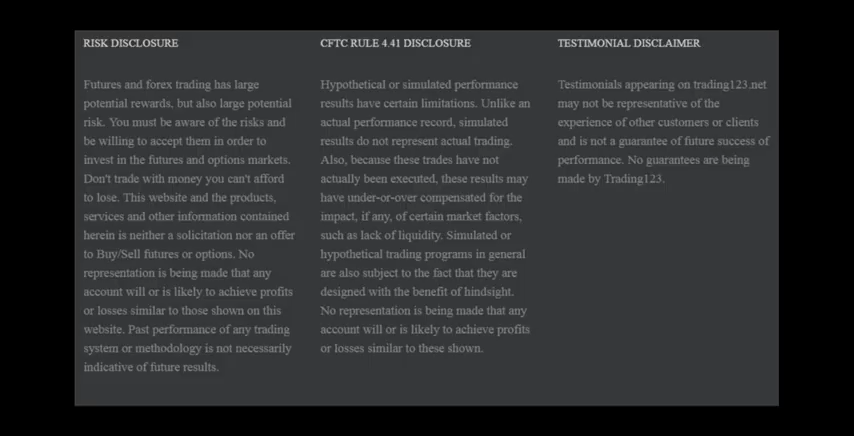 RISK DISCLOSURE
Futures and forex trading has large
potential rewards, but also large potential
risk. You must be aware of the risks and
be willing to accept them in order to
invest in the futures and options markets.
Don't trade with money you can't afford
to lose. This website and the products,
services and other information contained
herein is neither a solicitation nor an offer
to Buy/Sell futures or options. No
representation is being made that any
account will or is likely to achieve profits
or losses similar to those shown on this
website. Past performance of any trading
system or methodology is not necessarily
indicative of future results.
CFTC RULE 4.41 DISCLOSURE
Hypothetical or simulated performance
results have certain limitations. Unlike an
actual performance record, simulated
results do not represent actual trading.
Also, because these trades have not
actually been executed, these results may
have under-or-over compensated for the
impact, if any, of certain market factors,
such as lack of liquidity. Simulated or
hypothetical trading programs in general
are also subject to the fact that they are
designed with the benefit of hindsight.
No representation is being made that any
account will or is likely to achieve profits
or losses similar to these shown.
TESTIMONIAL DISCLAIMER
Testimonials appearing on trading123.net
may not be representative of the
experience of other customers or clients
and is not a guarantee of future success of
performance. No guarantees are being
made by Trading123.